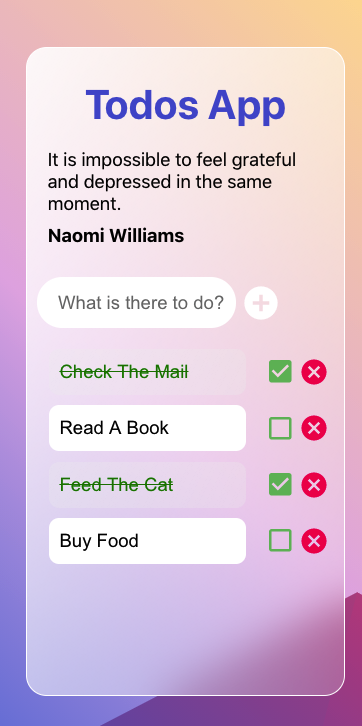 Todos App
It is impossible to feel grateful
and depressed in the same
moment.
Naomi Williams
What is there to do?
Check The Mail
Read A Book
Feed The Cat
Buy Food